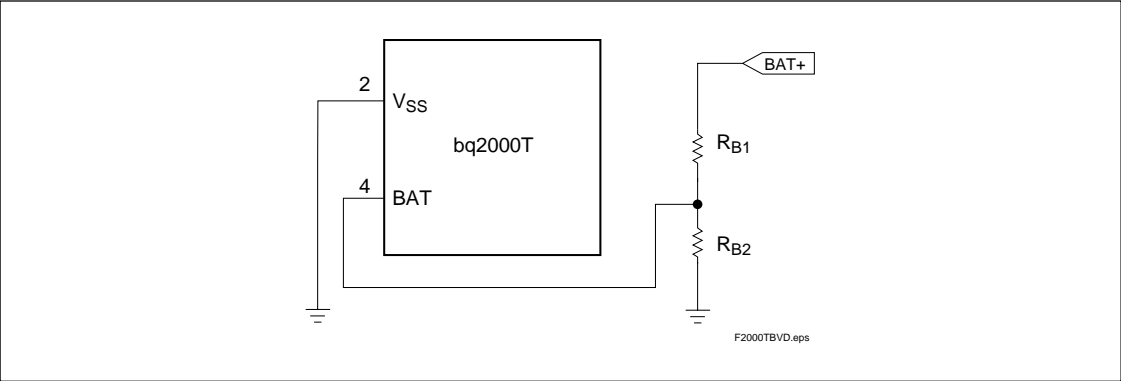 BAT+
2
VSS
RB1
bq2000T
4
BAT
RB2
F2000TBVD.eps